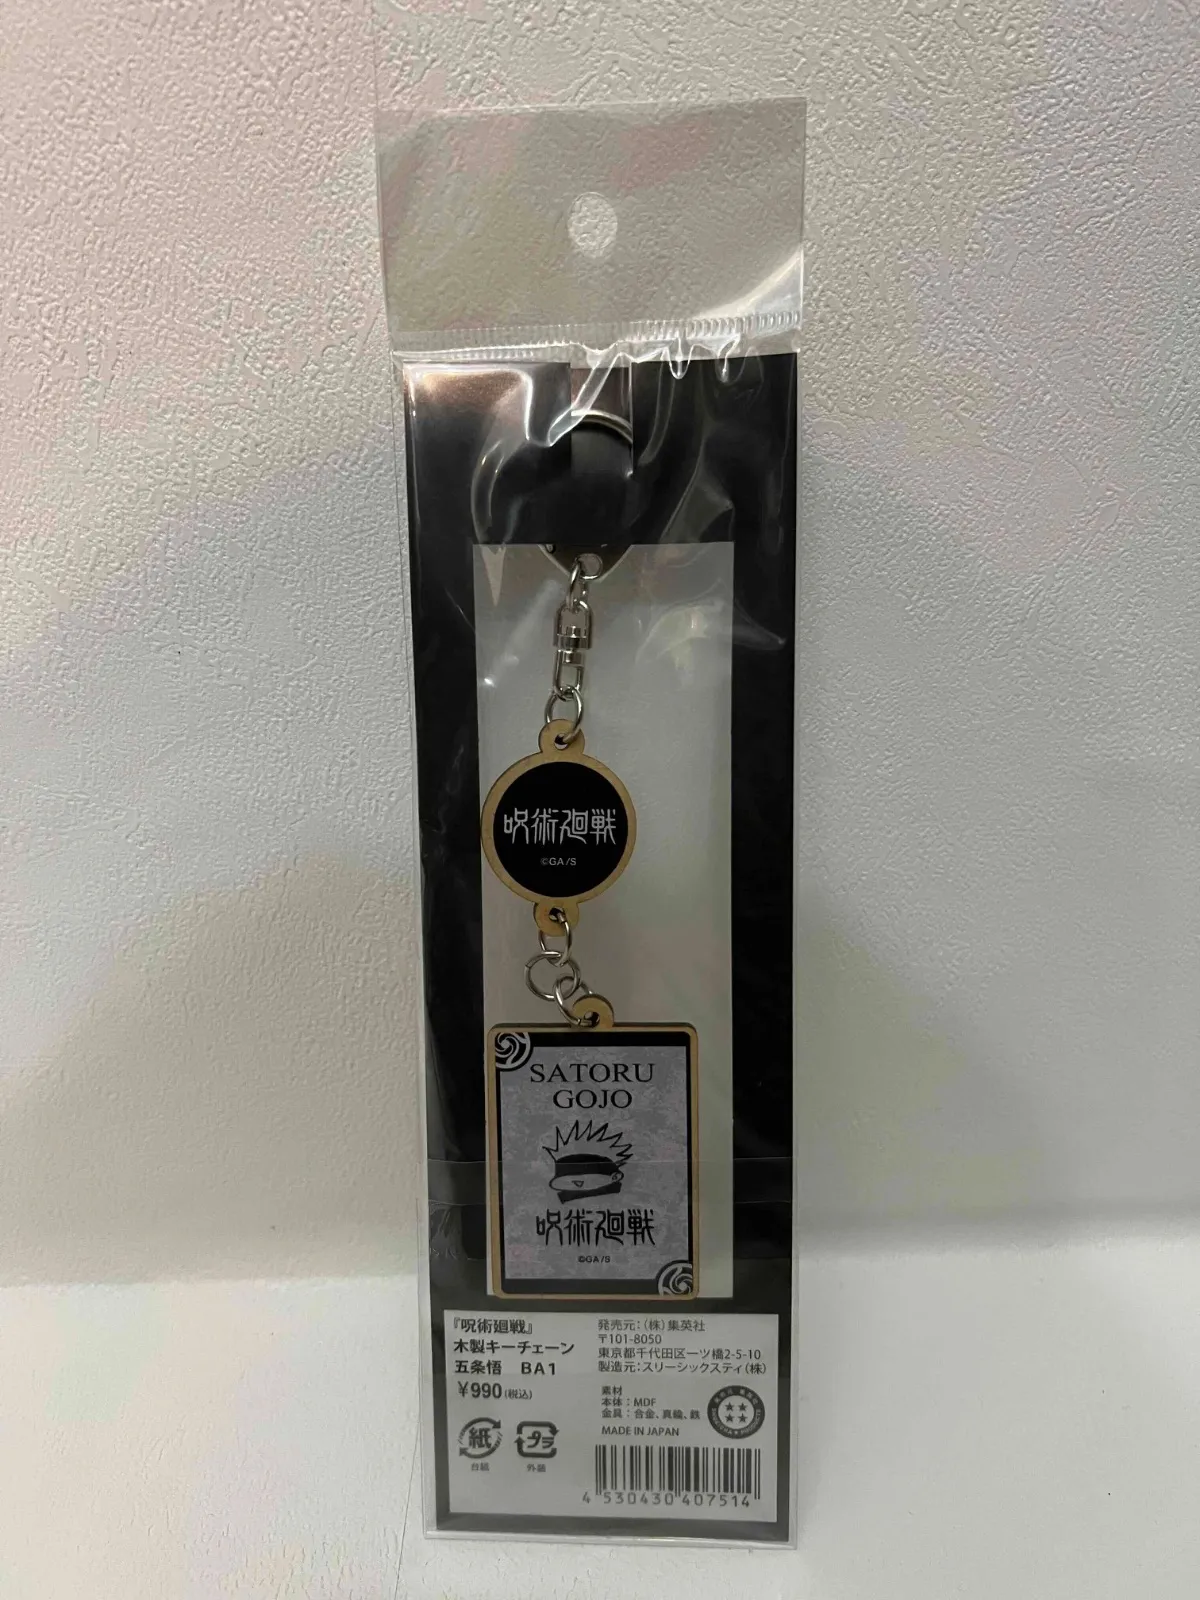 呪術廻戦
©GA/S
SATORU
GOJO
呪術廻戦
©GA/S
『呪術廻戦』
木製キーチェーン
五条悟 BA1
¥990(税込)
紙
台紙
プラ
外装
発売元:(株)集英社
〒101-8050
東京都千代田区一ツ橋2-5-10
製造元:スリーシックスティ(株)
素材
本体:MDF
金具:合金、真鍮、鉄
MADE IN JAPAN
4 530430 407514